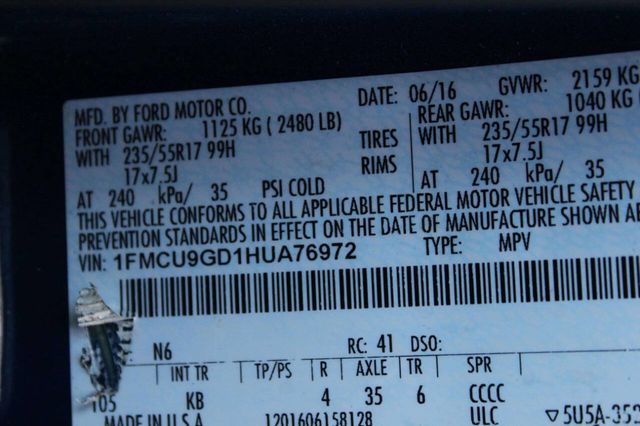 MFD. BY FORD MOTOR CO. DATE: 06/16 GVWR: 2159 KG
FRONT GAWR: 1125 KG ( 2480 LB) REAR GAWR: 1040 KG (
WITH 235/55R17 99H TIRES WITH 235/55R17 99H
17x7.5J RIMS 17x7.5J
AT 240 kPa/ 35 PSI COLD AT 240 kPa/ 35
THIS VEHICLE CONFORMS TO ALL APPLICABLE FEDERAL MOTOR VEHICLE SAFETY
PREVENTION STANDARDS IN EFFECT ON THE DATE OF MANUFACTURE SHOWN
VIN: 1FMCU9GD1HUA76972 TYPE: MPV
N6 RC: 41 DSO:
INT TR TP/PS R AXLE TR SPR
105 KB 4 35 6 CCCC
MADE IN U.S.A. 1201606158128 ULC ▽5U5A-352